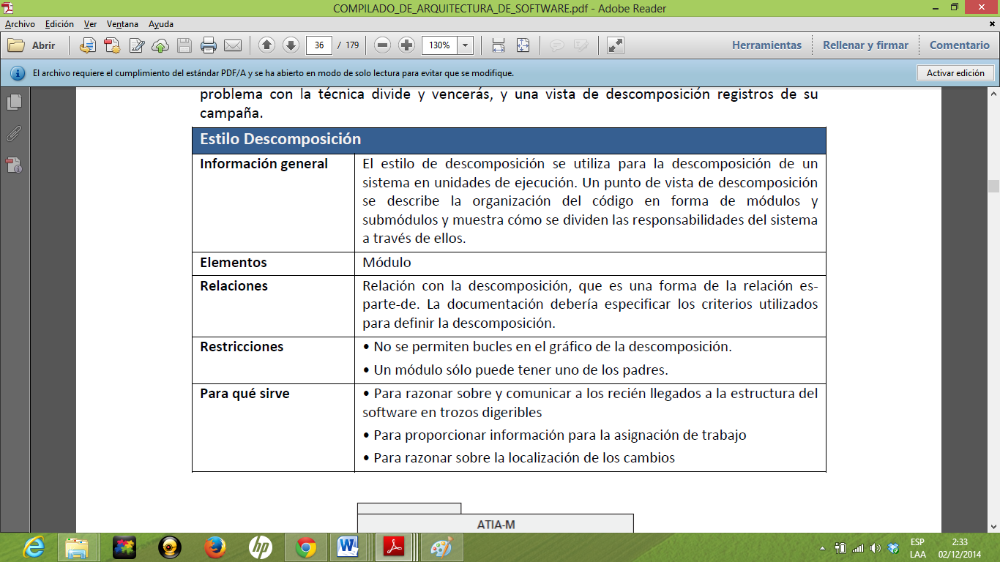 COMPILADO_DE_ARQUITECTURA_DE_SOFTWARE.pdf - Adobe Reader
Archivo Edición Ver Ventana Ayuda
Abrir 36 / 179 130% Herramientas Rellenar y firmar Comentario
El archivo requiere el cumplimiento del estándar PDF/A y se ha abierto en modo de solo lectura para evitar que se modifique. Activar edición
problema con la técnica divide y vencerás, y una vista de descomposición registros de su
campaña.
Estilo Descomposición
Información general
El estilo de descomposición se utiliza para la descomposición de un
sistema en unidades de ejecución. Un punto de vista de descomposición
se describe la organización del código en forma de módulos y
submódulos y muestra cómo se dividen las responsabilidades del sistema
a través de ellos.
Elementos
Módulo
Relaciones
Relación con la descomposición, que es una forma de la relación es-
parte-de. La documentación debería especificar los criterios utilizados
para definir la descomposición.
Restricciones
• No se permiten bucles en el gráfico de la descomposición.
• Un módulo sólo puede tener uno de los padres.
Para qué sirve
• Para razonar sobre y comunicar a los recién llegados a la estructura del
software en trozos digeribles
• Para proporcionar información para la asignación de trabajo
• Para razonar sobre la localización de los cambios
ATIA-M
hp
ESP 2:33
LAA 02/12/2014